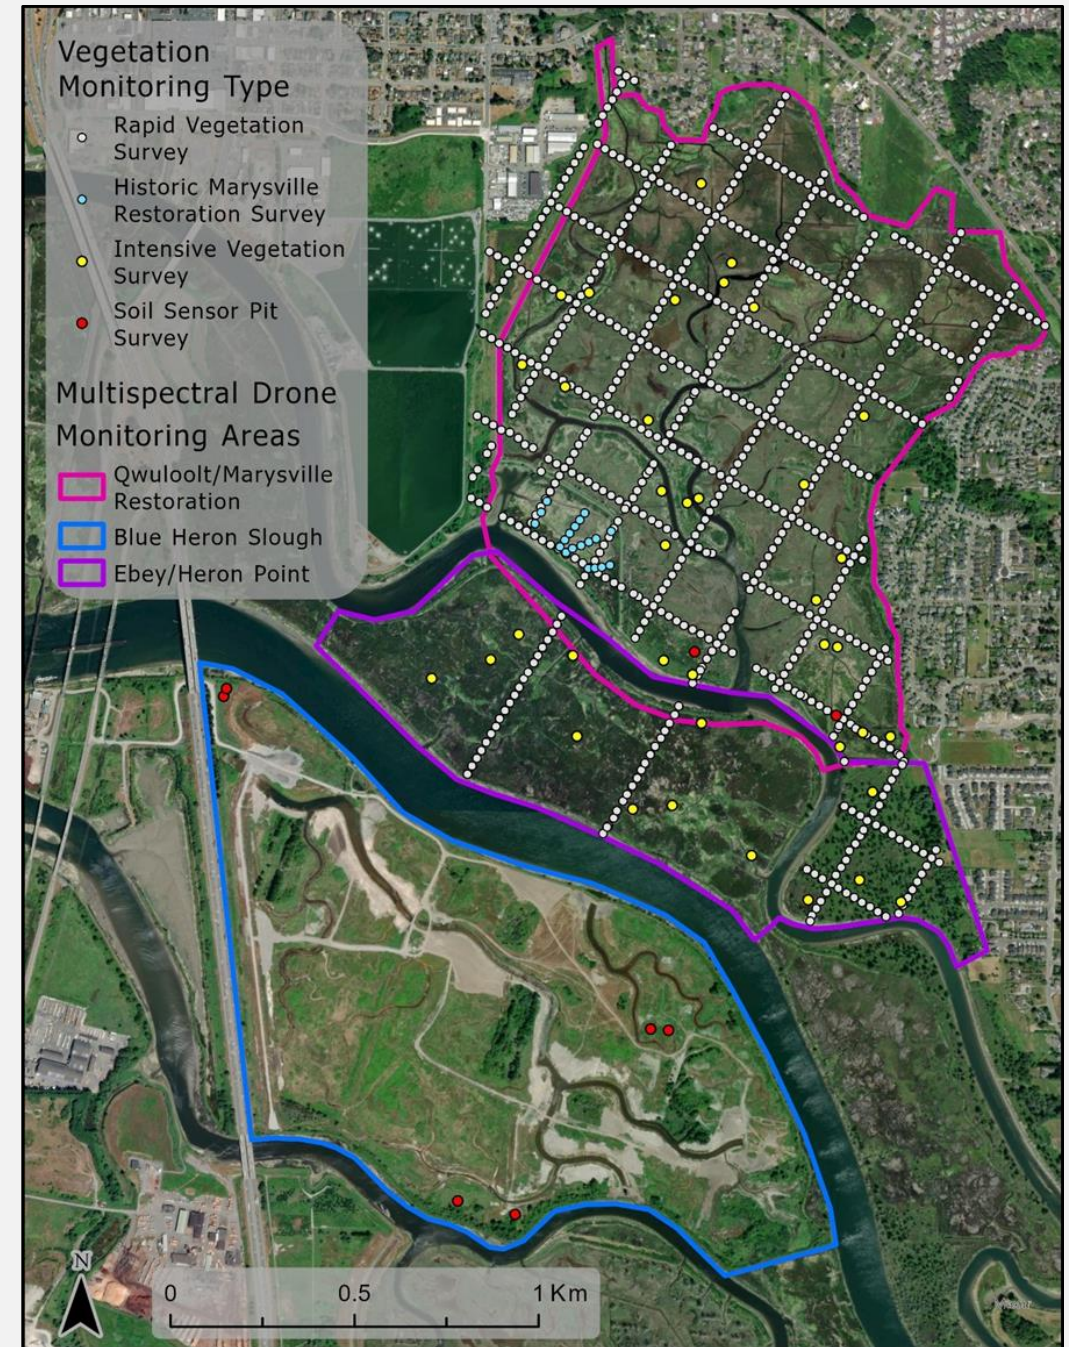 Vegetation
Monitoring Type
Rapid Vegetation
Survey
Historic Marysville
Restoration Survey
Intensive Vegetation
Survey
Soil Sensor Pit
Survey
Multispectral Drone
Monitoring Areas
Qwuloolt/Marysville
Restoration
Blue Heron Slough
Ebey/Heron Point
N
0 0.5 1 Km